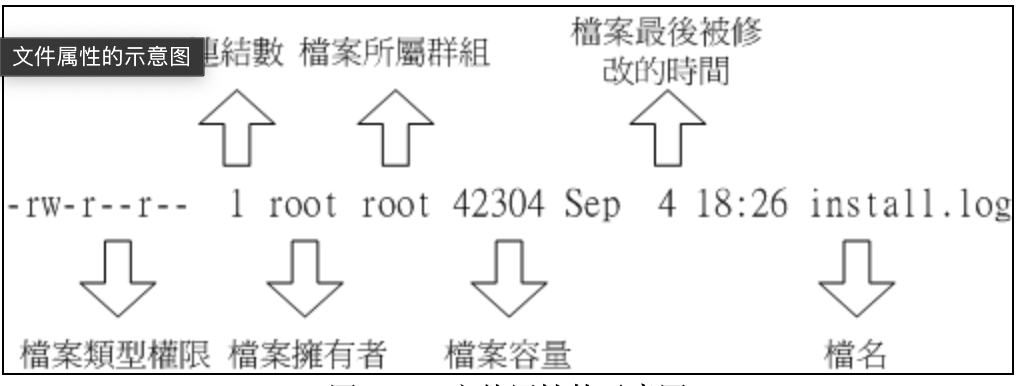 文件属性的示意图
連結數 檔案所屬群組
檔案最後被修
改的時間
-rw-r--r-- 1 root root 42304 Sep 4 18:26 install.log
檔案類型權限 檔案擁有者 檔案容量 檔名